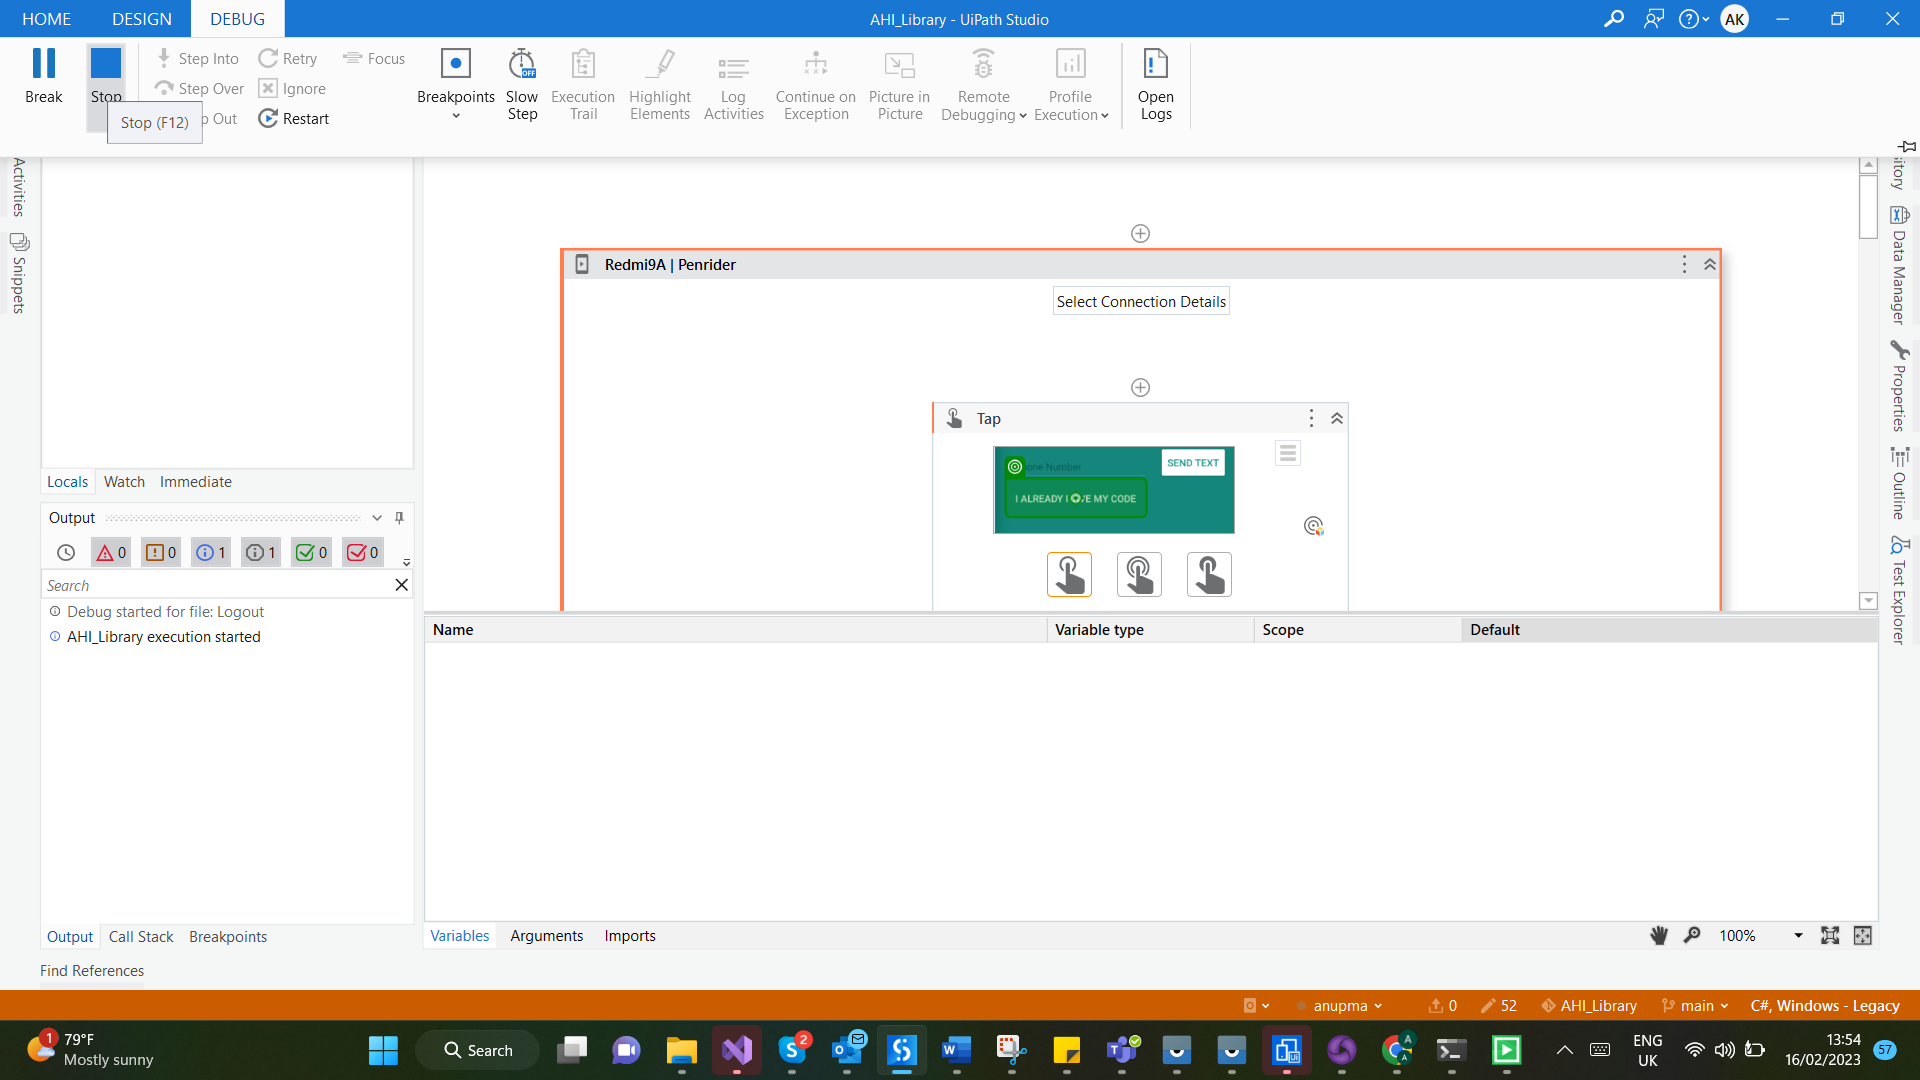 HOME DESIGN DEBUG
AHI_Library - UiPath Studio
AK
Break
Stop
Step Into
Step Over
Out
Stop (F12)
Retry
Ignore
Restart
Focus
Breakpoints
Slow Step
Execution Trail
Highlight Elements
Log Activities
Continue on Exception
Picture in Picture
Remote Debugging
Profile Execution
Open Logs
OFF
Activities
Snippets
Redmi9A | Penrider
Select Connection Details
Tap
SEND TEXT
one Number
I ALREADY I VE MY CODE
Locals Watch Immediate
Output
0 0 1 1 0 0
Search
Debug started for file: Logout
AHI_Library execution started
Name Variable type Scope Default
itory
Data Manager
Properties
Outline
Test Explorer
Output Call Stack Breakpoints
Variables Arguments Imports
100%
Find References
anupma 0 52 AHI_Library main C#, Windows - Legacy
1
79°F
Mostly sunny
Search
2
ENG
UK
13:54
16/02/2023
57